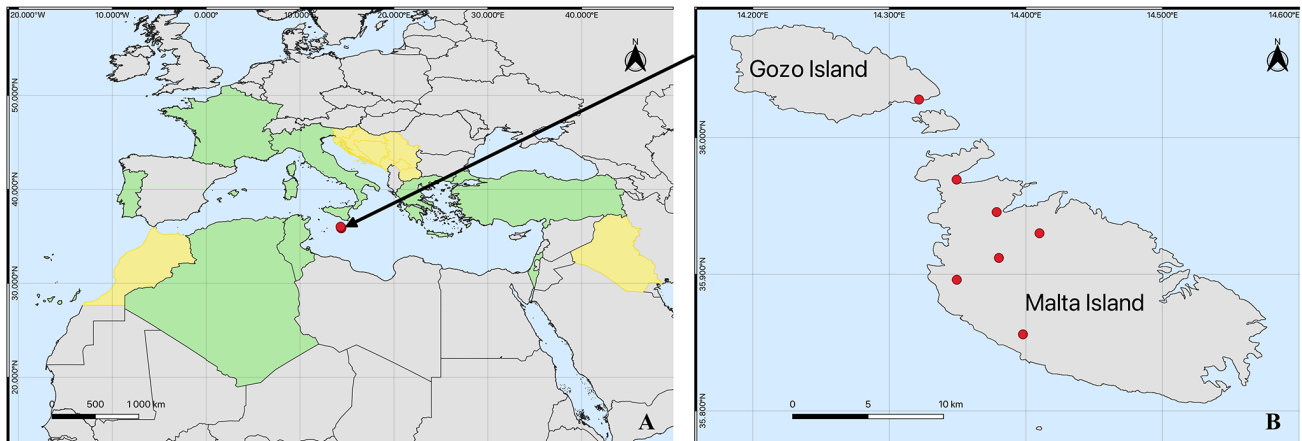 20.000°W
10.000°W
0.000°
10.000°E
20.000°E
30.000°E
40.000°E
50.000°N
40.000°N
30.000°N
20.000°N
N
0 500 1 000 km
A
14.200°E
14.300°E
14.400°E
14.500°E
14.600°E
36.000°N
35.900°N
35.800°N
N
Gozo Island
Malta Island
0 5 10 km
B